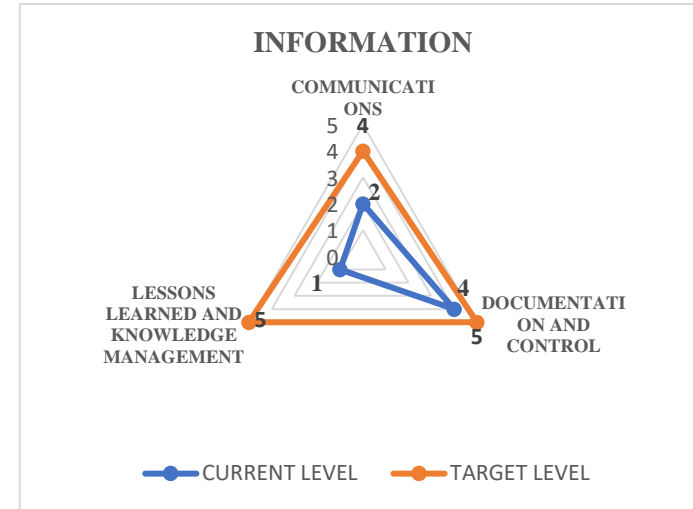 INFORMATION
COMMUNICATI
ONS
5
4
4
3
2
2
1
0
1
4
LESSONS
LEARNED AND
KNOWLEDGE
MANAGEMENT
5
DOCUMENTATI
ON AND
CONTROL
5
CURRENT LEVEL
TARGET LEVEL